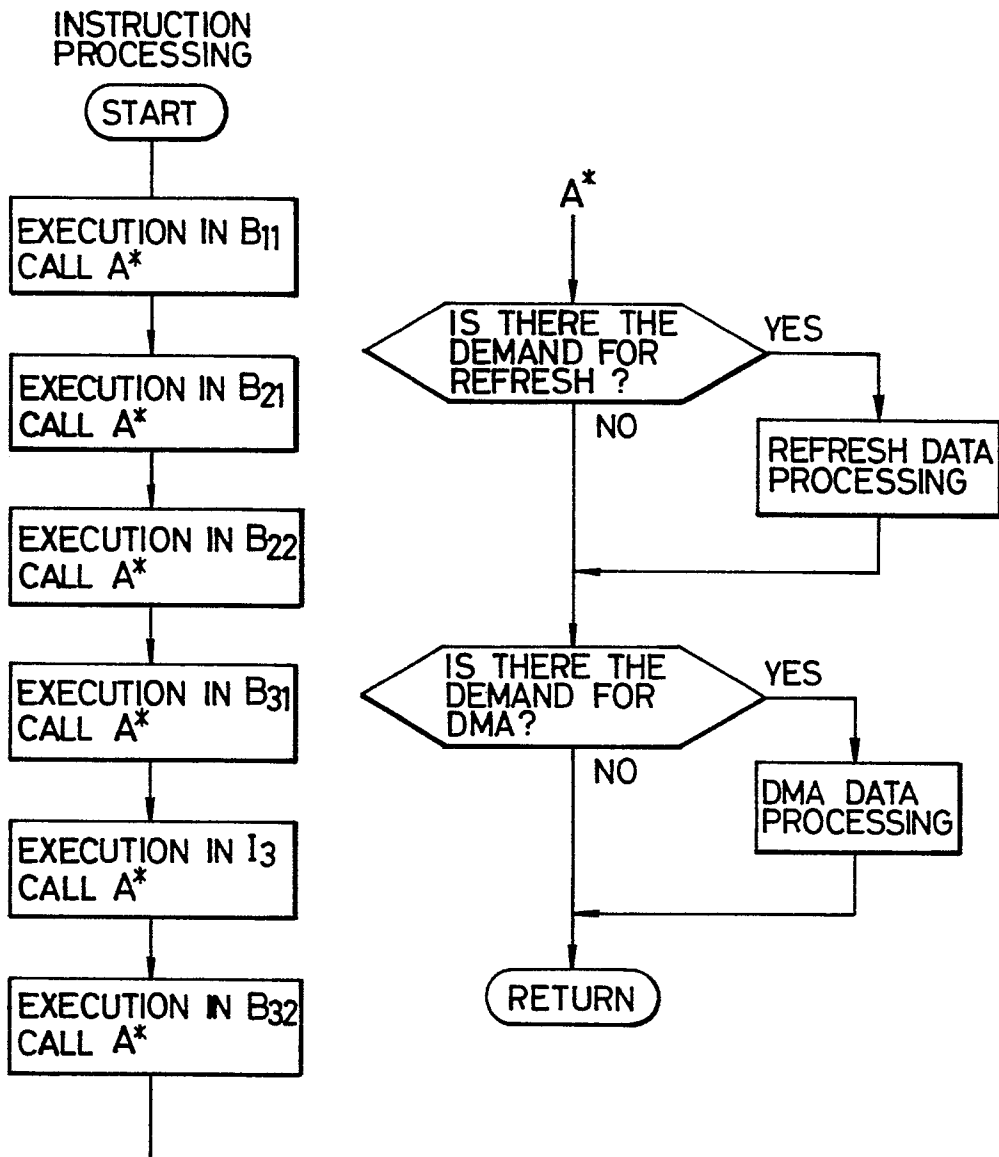 INSTRUCTION
PROCESSING
START
EXECUTION IN B11
CALL A*
EXECUTION IN B21
CALL A*
EXECUTION IN B22
CALL A*
EXECUTION IN B31
CALL A*
EXECUTION IN I3
CALL A*
EXECUTION IN B32
CALL A*
A*
IS THERE THE
DEMAND FOR
REFRESH ?
YES
NO
REFRESH DATA
PROCESSING
IS THERE THE
DEMAND FOR
DMA?
YES
NO
DMA DATA
PROCESSING
RETURN